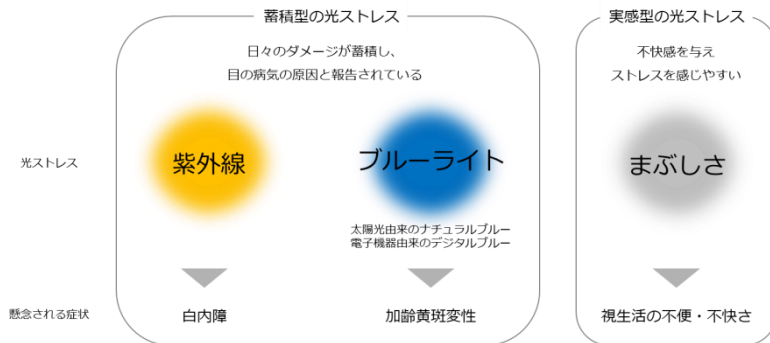 蓄積型の光ストレス
日々のダメージが蓄積し、
目の病気の原因と報告されている
実感型の光ストレス
不快感を与え
ストレスを感じやすい
光ストレス
紫外線
ブルーライト
まぶしさ
太陽光由来のナチュラルブルー
電子機器由来のデジタルブルー
懸念される症状
白内障
加齢黄斑変性
視生活の不便・不快さ